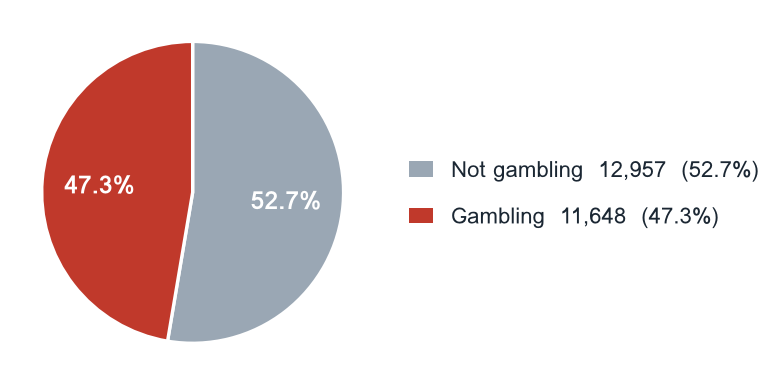 47.3%
52.7%
Not gambling 12,957 (52.7%)
Gambling 11,648 (47.3%)